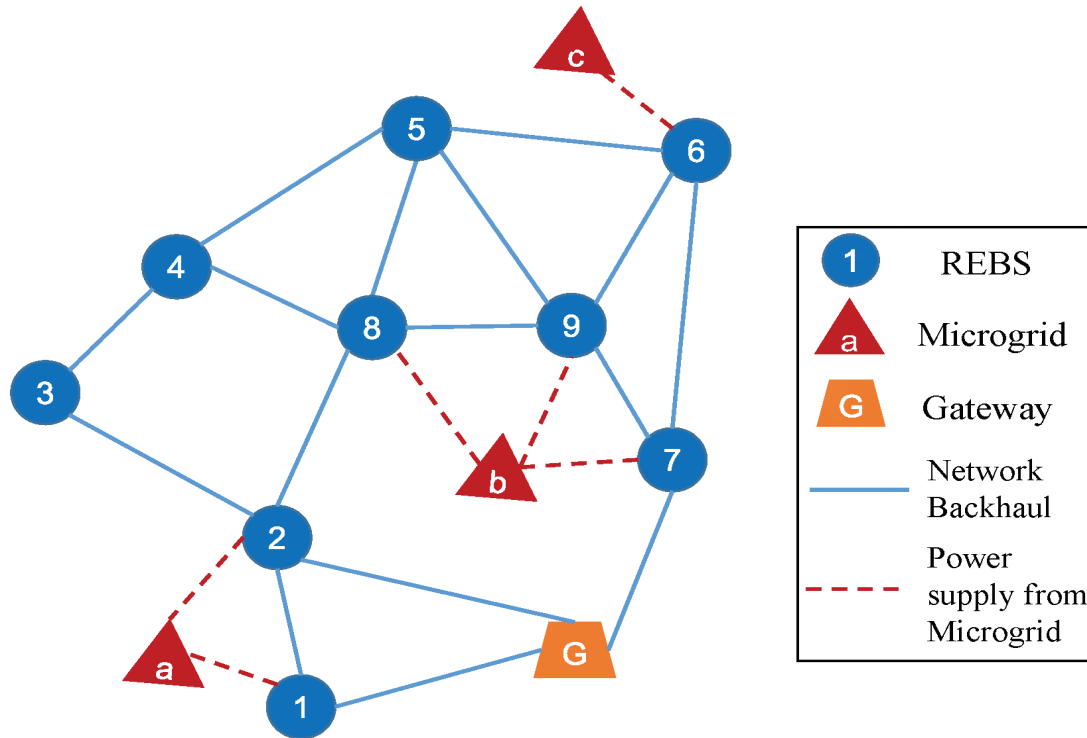 c
5
6
4
8
9
3
7
b
2
a
G
1
1 REBS
a Microgrid
G Gateway
Network
Backhaul
Power
supply from
Microgrid